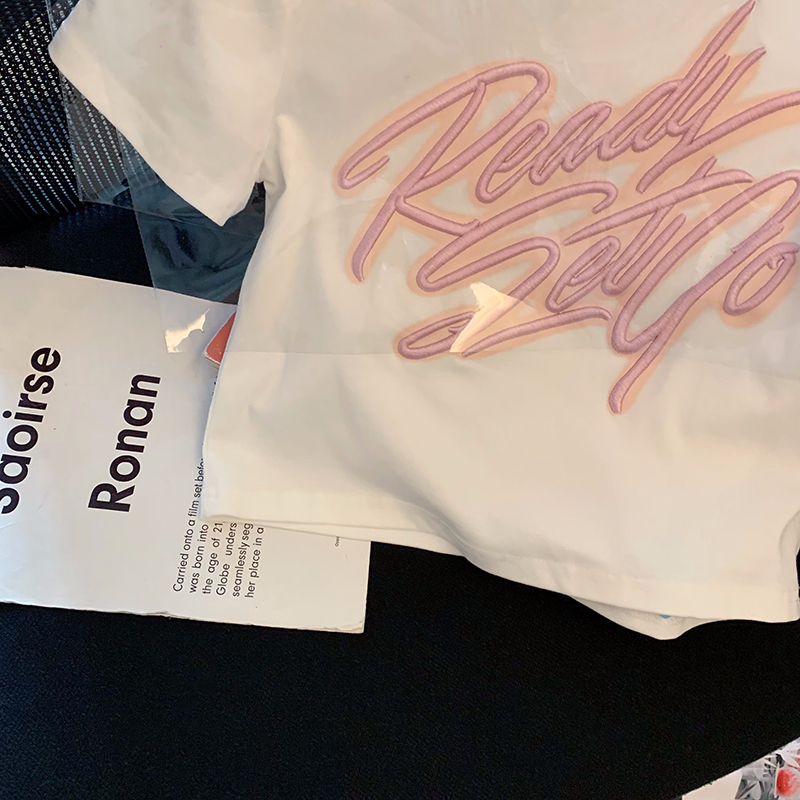 Ready
Set Go
Saoirse
Ronan
Carried onto a film set before
was born into
the age of 21,
Globe unders
seamlessly seg
her place in a